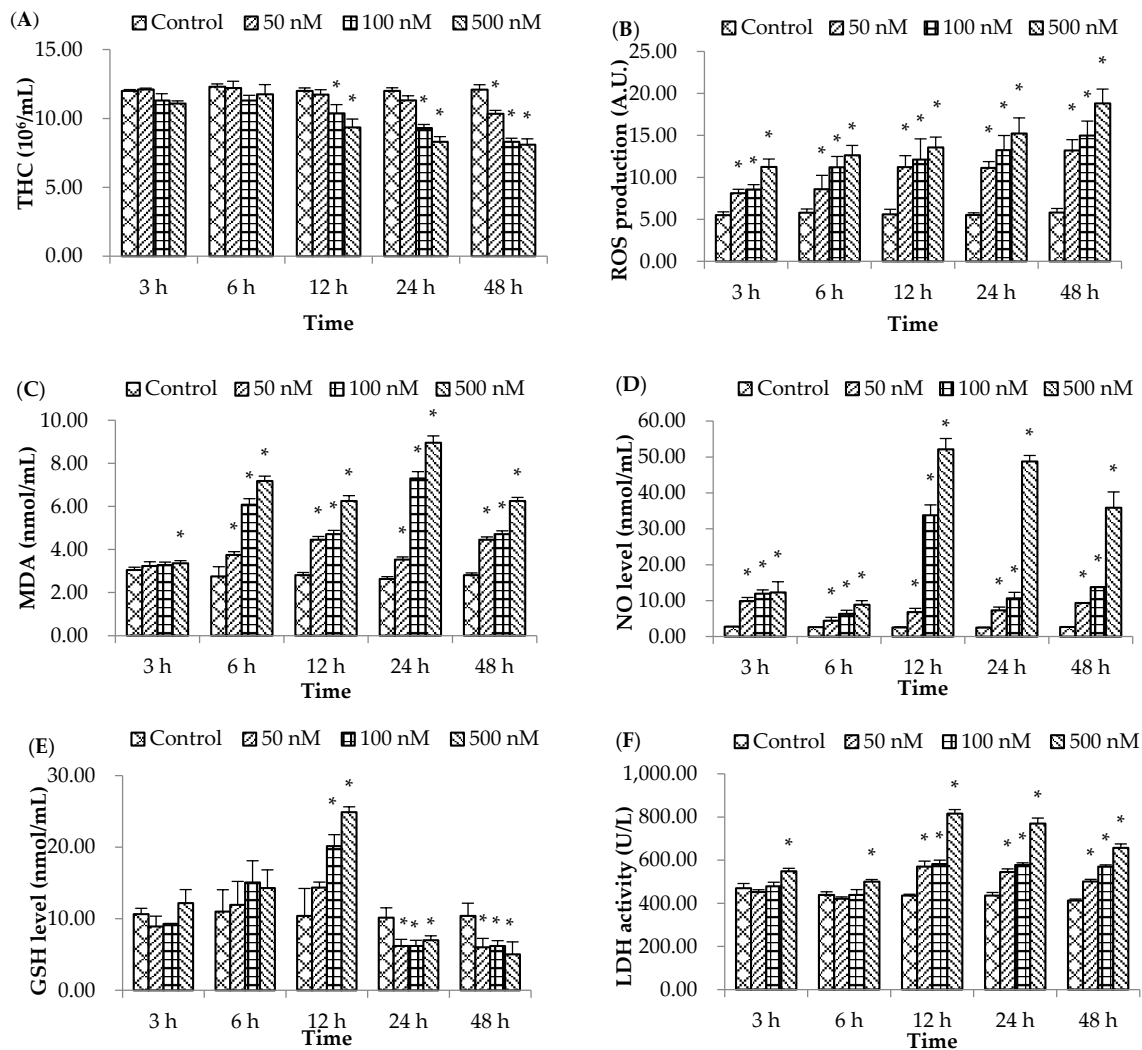 (A)
Control 50 nM 100 nM 500 nM
15.00
10.00
5.00
0.00
THC (10⁶/mL)
* * * * * * *
3 h 6 h 12 h 24 h 48 h
Time
(B)
Control 50 nM 100 nM 500 nM
25.00
20.00
15.00
10.00
5.00
0.00
ROS production (A.U.)
* * * * * * * * * * * * * * *
3 h 6 h 12 h 24 h 48 h
Time
(C)
Control 50 nM 100 nM 500 nM
10.00
8.00
6.00
4.00
2.00
0.00
MDA (nmol/mL)
* * * * * * * * * * * * *
3 h 6 h 12 h 24 h 48 h
Time
(D)
Control 50 nM 100 nM 500 nM
60.00
50.00
40.00
30.00
20.00
10.00
0.00
NO level (nmol/mL)
* * * * * * * * * * * * * * *
3 h 6 h 12 h 24 h 48 h
Time
(E)
Control 50 nM 100 nM 500 nM
30.00
20.00
10.00
0.00
GSH level (nmol/mL)
* * * * * * * *
3 h 6 h 12 h 24 h 48 h
Time
(F)
Control 50 nM 100 nM 500 nM
1,000.00
800.00
600.00
400.00
200.00
0.00
LDH activity (U/L)
* * * * * * * * * * *
3 h 6 h 12 h 24 h 48 h
Time